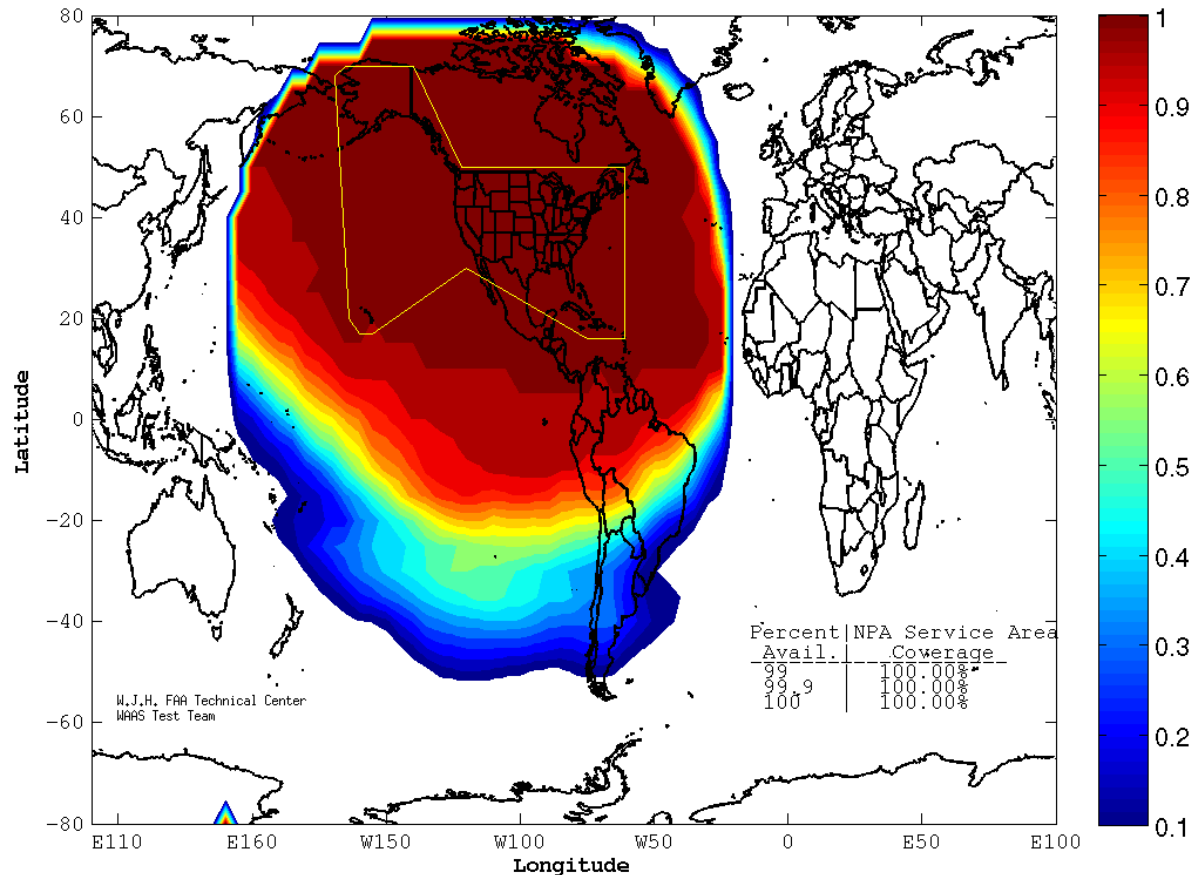 80
60
40
20
0
-20
-40
-60
-80
Latitude
E110 E160 W150 W100 W50 0 E50 E100
Longitude
1
0.9
0.8
0.7
0.6
0.5
0.4
0.3
0.2
0.1
Percent|NPA Service Area
Avail.| Coverage
99 | 100.00%
99.9 | 100.00%
100 | 100.00%
W.J.H. FAA Technical Center
WAAS Test Team